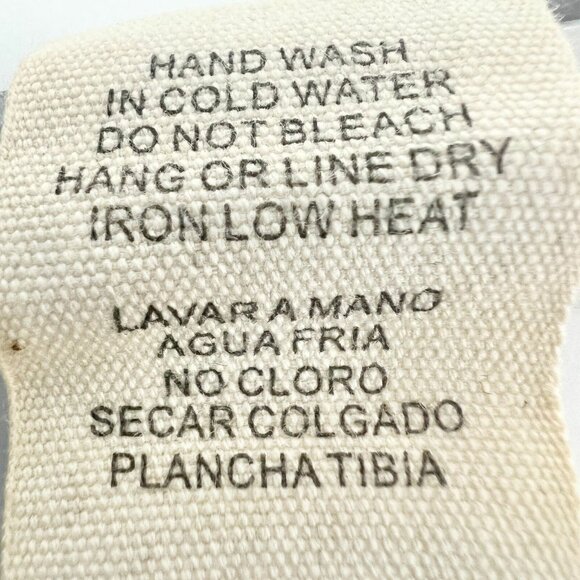 HAND WASH
IN COLD WATER
DO NOT BLEACH
HANG OR LINE DRY
IRON LOW HEAT
LAVAR A MANO
AGUA FRIA
NO CLORO
SECAR COLGADO
PLANCHA TIBIA